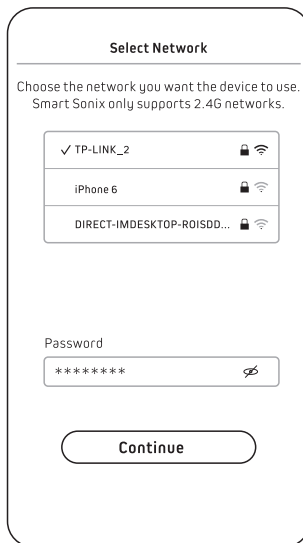 Select Network
Choose the network you want the device to use.
Smart Sonix only supports 2.4G networks.
✓ TP-LINK_2
iPhone 6
DIRECT-IMDESKTOP-ROISDD...
Password
********
Continue